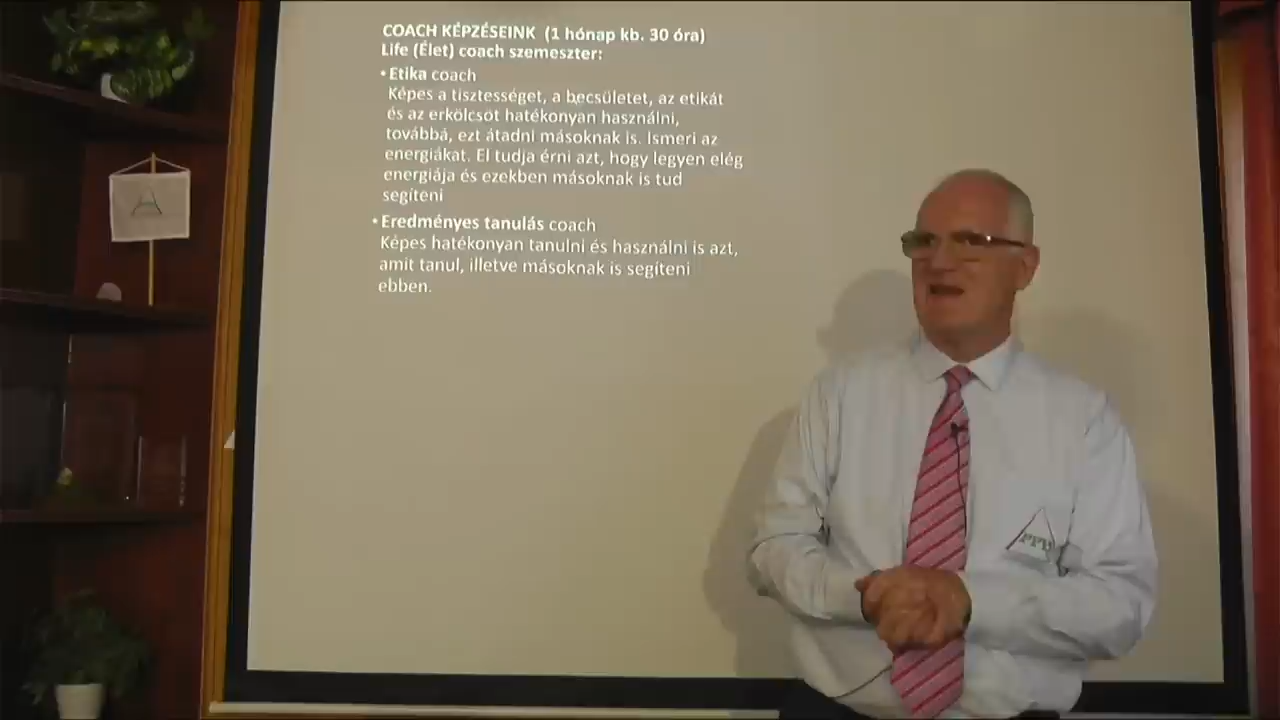 COACH KÉPZÉSEINK (1 hónap kb. 30 óra)
Life (Élet) coach szemeszter:
• Etika coach
Képes a tisztességet, a becsületet, az etikát
és az erkölcsöt hatékonyan használni,
továbbá, ezt átadni másoknak is. Ismeri az
energiákat. El tudja érni azt, hogy legyen elég
energiája és ezekben másoknak is tud
segíteni
• Eredményes tanulás coach
Képes hatékonyan tanulni és használni is azt,
amit tanul, illetve másoknak is segíteni
ebben.